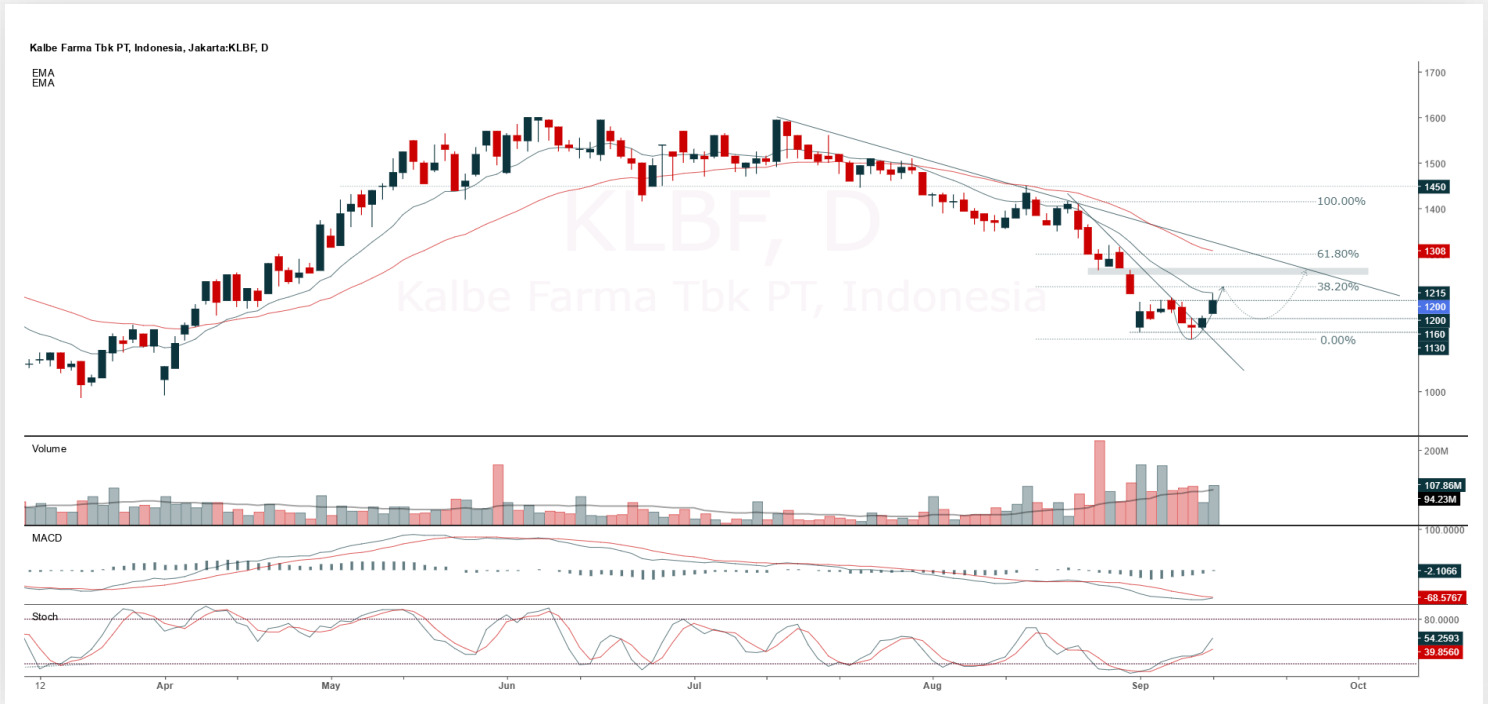 Kalbe Farma Tbk PT, Indonesia, Jakarta:KLBF, D
EMA
EMA
KLBF, D
Kalbe Farma Tbk PT, Indonesia
100.00%
61.80%
38.20%
0.00%
1700
1600
1500
1450
1400
1308
1215
1200
1200
1160
1130
1000
Volume
200M
107.86M
94.23M
MACD
100.0000
-2.1066
-68.5767
Stoch
80.0000
54.2593
39.8560
12 Apr May Jun Jul Aug Sep Oct